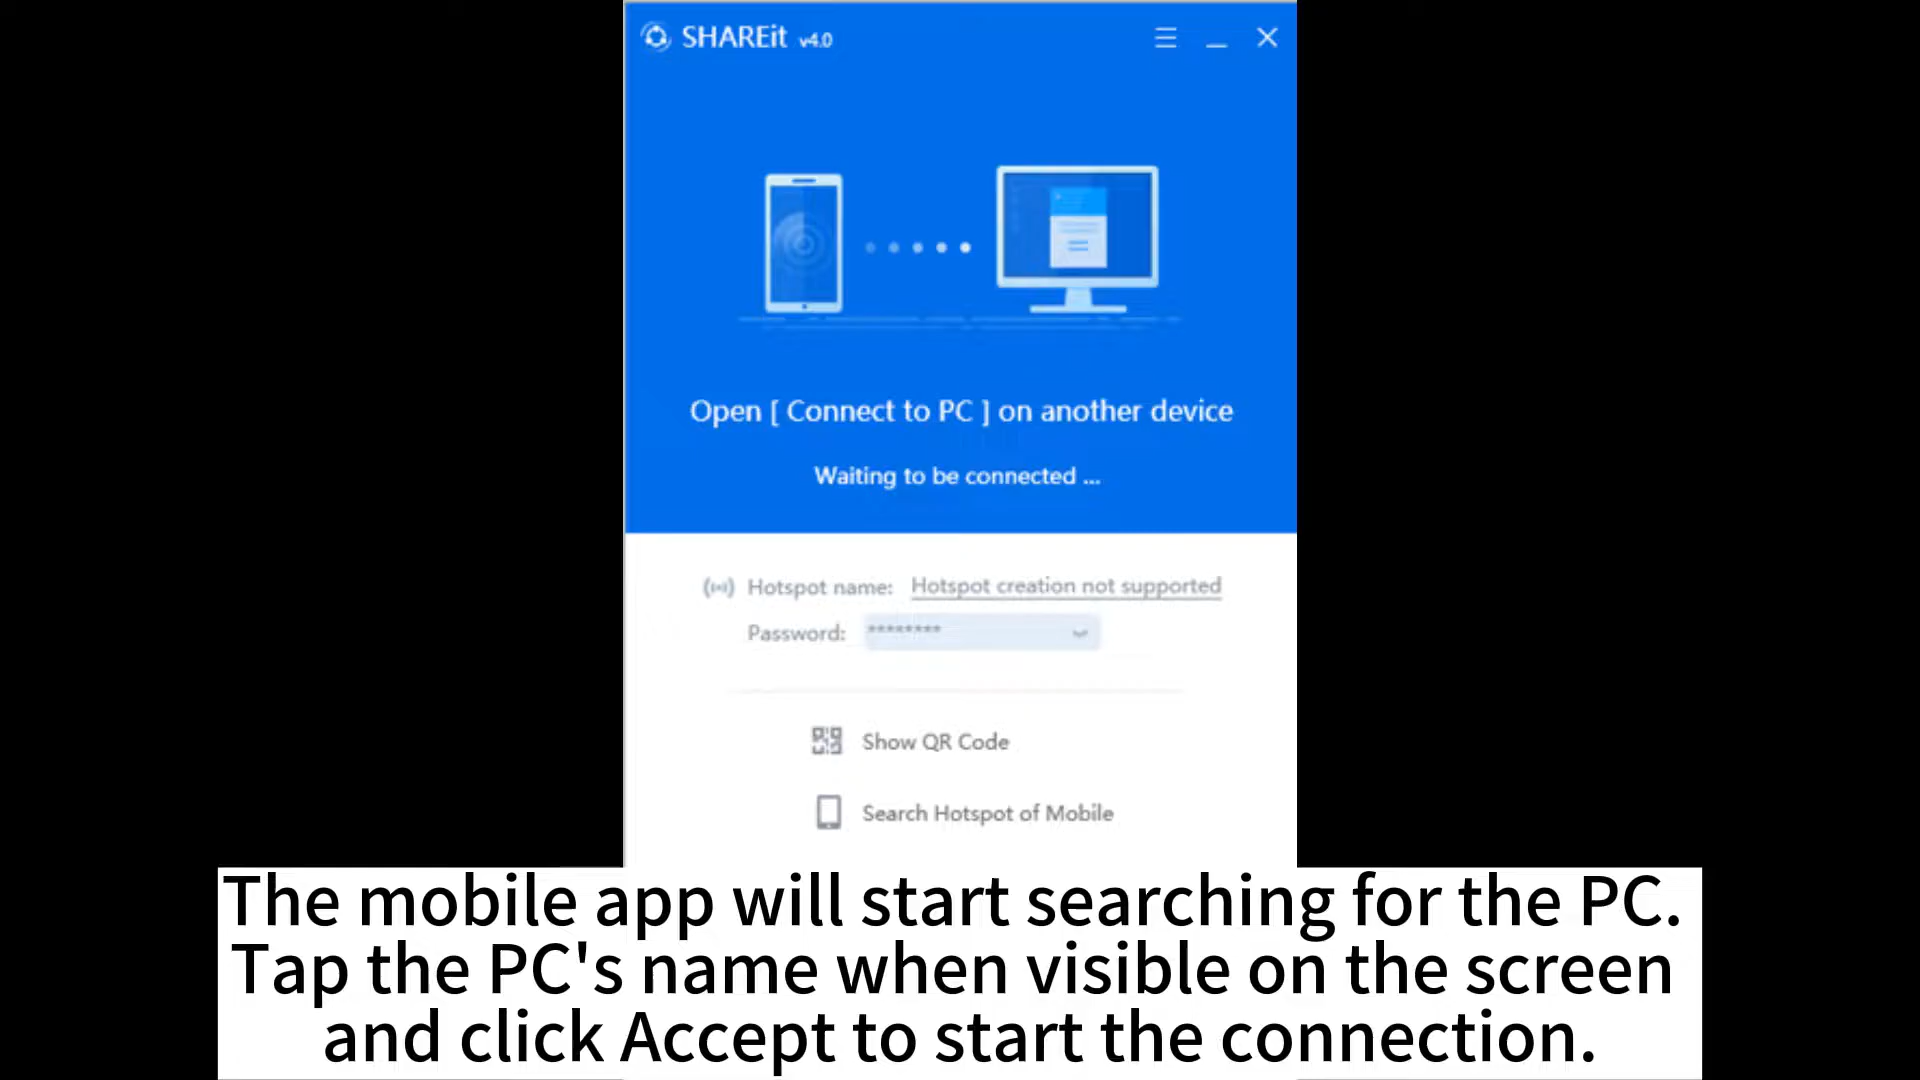 SHAREit v4.0
Open [ Connect to PC ] on another device
Waiting to be connected ...
Hotspot name: Hotspot creation not supported
Password: ********
Show QR Code
Search Hotspot of Mobile
The mobile app will start searching for the PC.
Tap the PC's name when visible on the screen
and click Accept to start the connection.